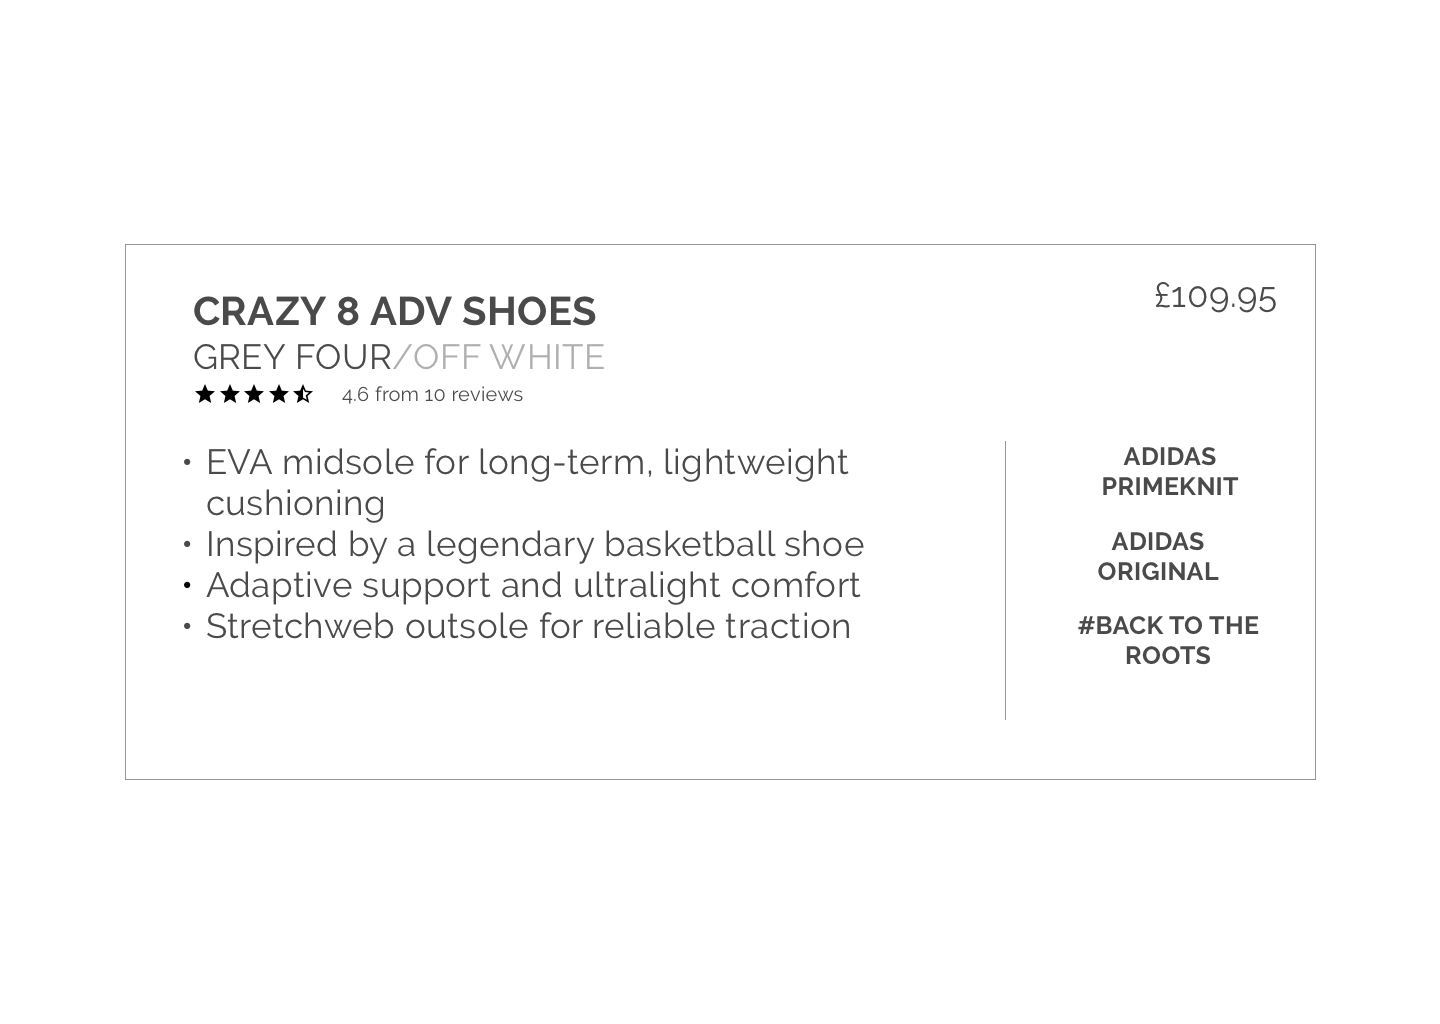 CRAZY 8 ADV SHOES
£109.95
GREY FOUR/OFF WHITE
4.6 from 10 reviews
• EVA midsole for long-term, lightweight
cushioning
• Inspired by a legendary basketball shoe
• Adaptive support and ultralight comfort
• Stretchweb outsole for reliable traction
ADIDAS
PRIMEKNIT
ADIDAS
ORIGINAL
#BACK TO THE
ROOTS